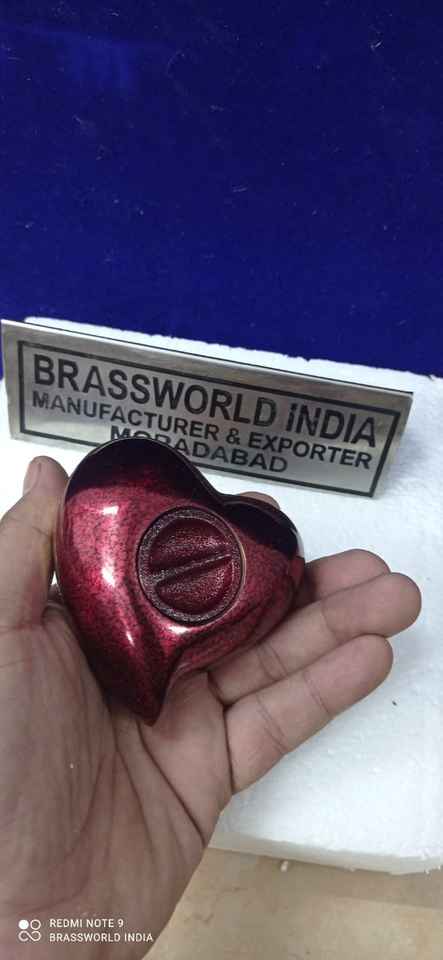 BRASSWORLD INDIA
MANUFACTURER & EXPORTER
MORADABAD
REDMI NOTE 9
BRASSWORLD INDIA